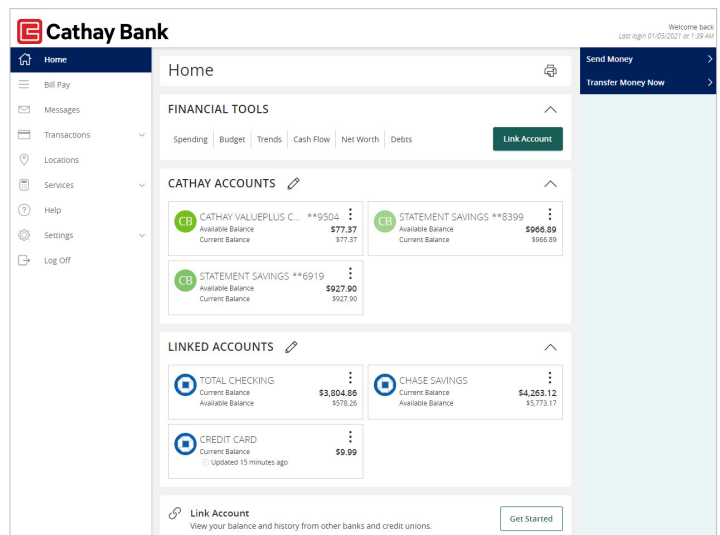 Cathay Bank
Welcome back
Last login 01/05/2021 at 1:39 AM
Home
Bill Pay
Messages
Transactions
Locations
Services
Help
Settings
Log Off
Home
FINANCIAL TOOLS
Spending Budget Trends Cash Flow Net Worth Debts
Link Account
CATHAY ACCOUNTS
CB CATHAY VALUEPLUS C... **9504
Available Balance $77.37
Current Balance $77.37
CB STATEMENT SAVINGS **8399
Available Balance $966.89
Current Balance $966.89
CB STATEMENT SAVINGS **6919
Available Balance $927.90
Current Balance $927.90
LINKED ACCOUNTS
TOTAL CHECKING
Current Balance $3,804.86
Available Balance $578.26
CHASE SAVINGS
Current Balance $4,263.12
Available Balance $5,773.17
CREDIT CARD
Current Balance $9.99
Updated 15 minutes ago
Link Account
View your balance and history from other banks and credit unions.
Get Started
Send Money
Transfer Money Now